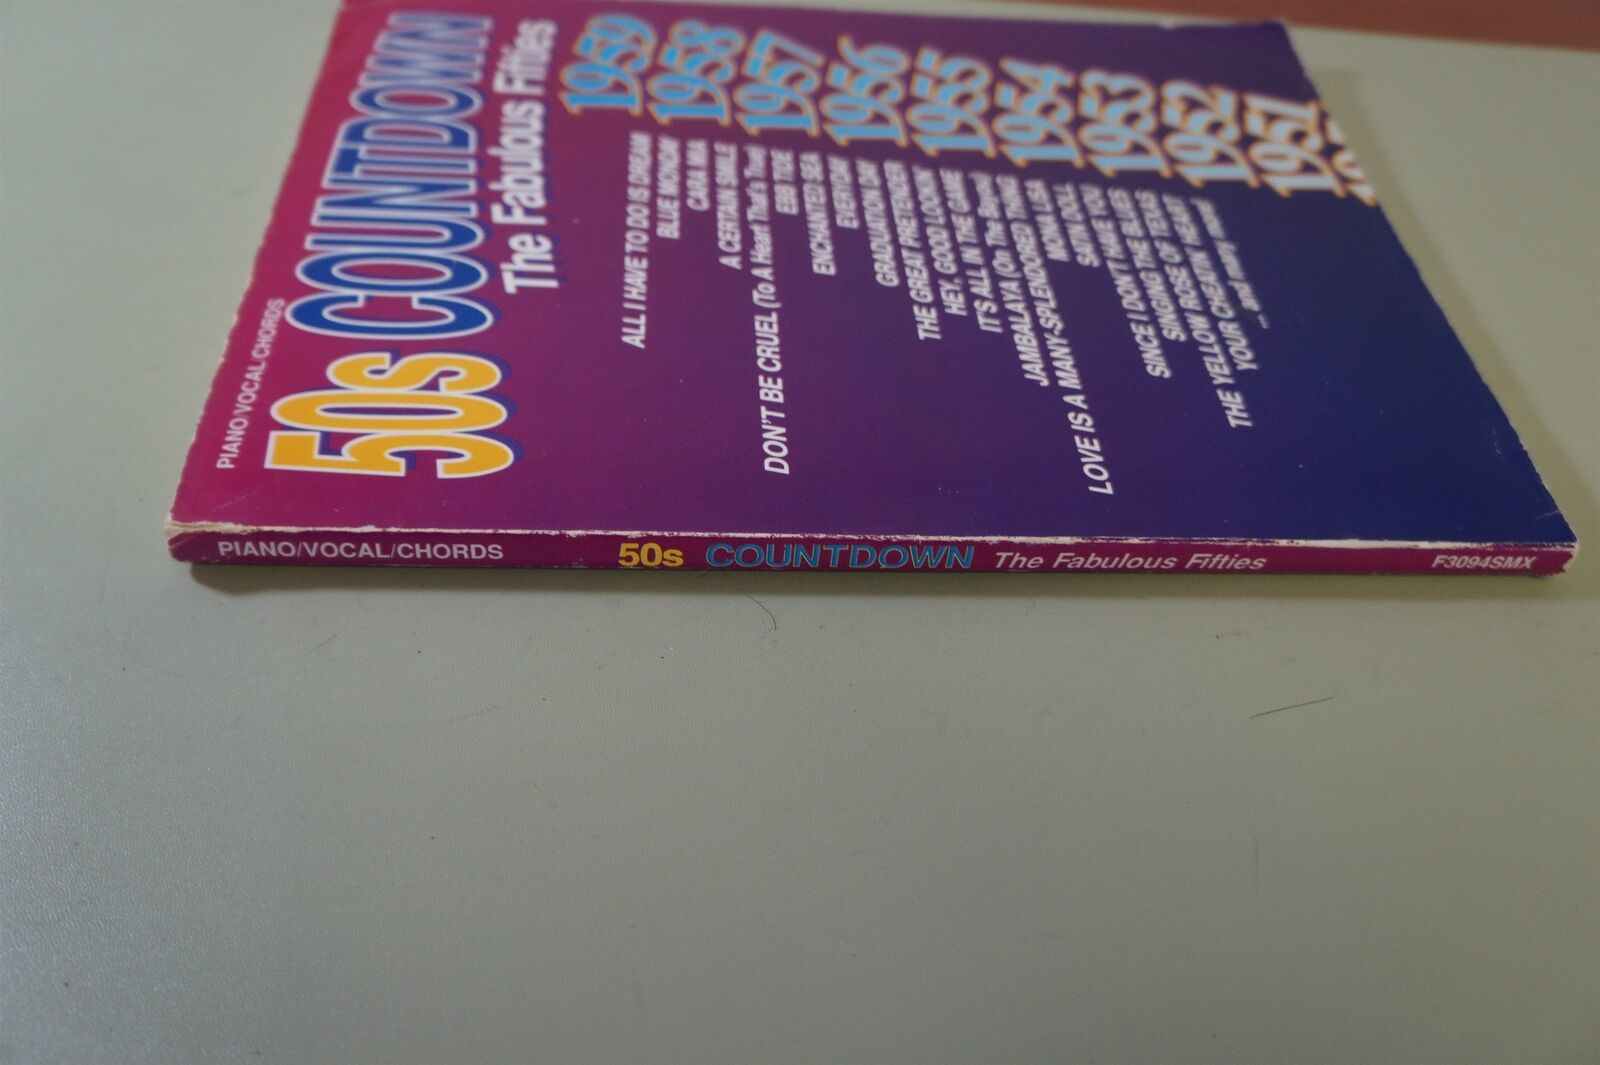 PIANO/VOCAL/CHORDS
50s COUNTDOWN
The Fabulous Fifties
1959
1958
1957
1956
1955
1954
1953
1952
1951
ALL I HAVE TO DO IS DREAM
BLUE MONDAY
CARA MIA
A CERTAIN SMILE
DON'T BE CRUEL (To A Heart That's True)
EBB TIDE
ENCHANTED SEA
EVERYDAY
GRADUATION DAY
THE GREAT PRETENDER
HEY, GOOD LOOKIN'
IT'S ALL IN THE GAME
JAMBALAYA (On The Bayou)
LOVE IS A MANY-SPLENDORED THING
MONA LISA
SATIN DOLL
SINCE I DON'T HAVE YOU
SINGING THE BLUES
THE YELLOW ROSE OF TEXAS
YOUR CHEATIN' HEART
... and many more
PIANO/VOCAL/CHORDS 50s COUNTDOWN The Fabulous Fifties F3094SMX